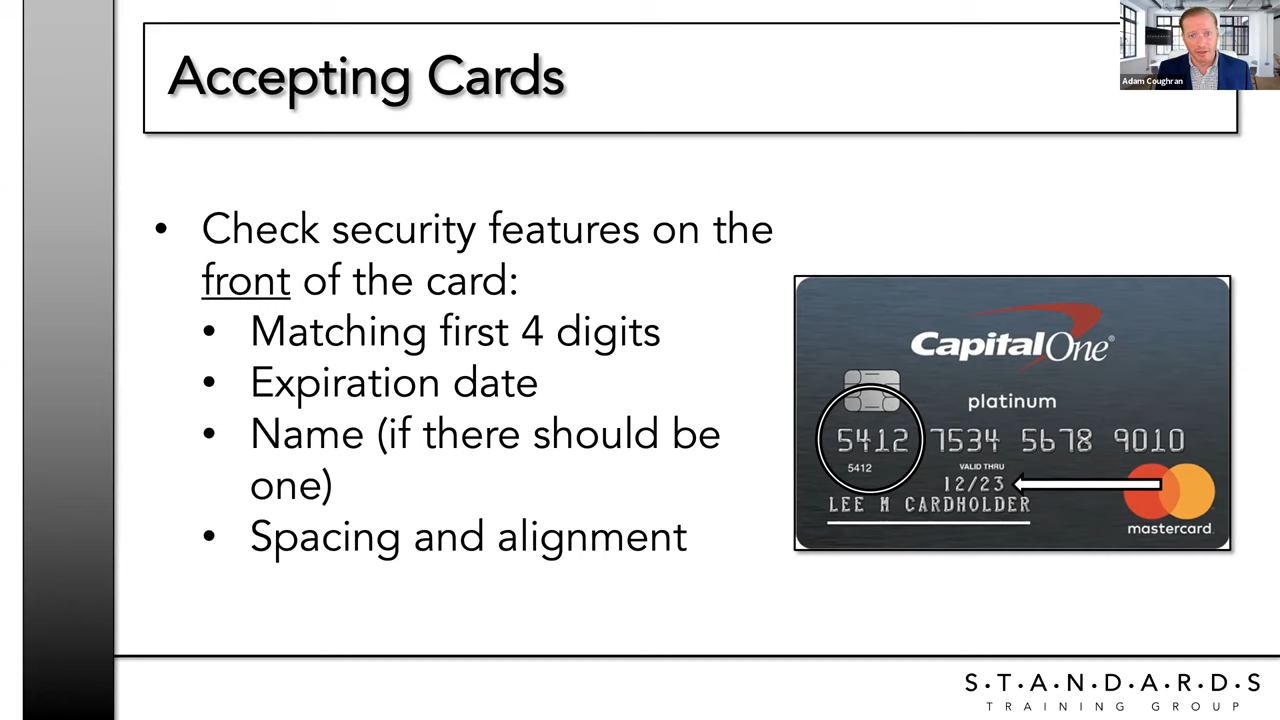 Accepting Cards
Adam Coughran
• Check security features on the
front of the card:
• Matching first 4 digits
• Expiration date
• Name (if there should be
one)
• Spacing and alignment
CapitalOne®
platinum
5412 7534 5678 9010
5412
VALID THRU
12/23
LEE M CARDHOLDER
mastercard.
S·T·A·N·D·A·R·D·S
TRAINING GROUP